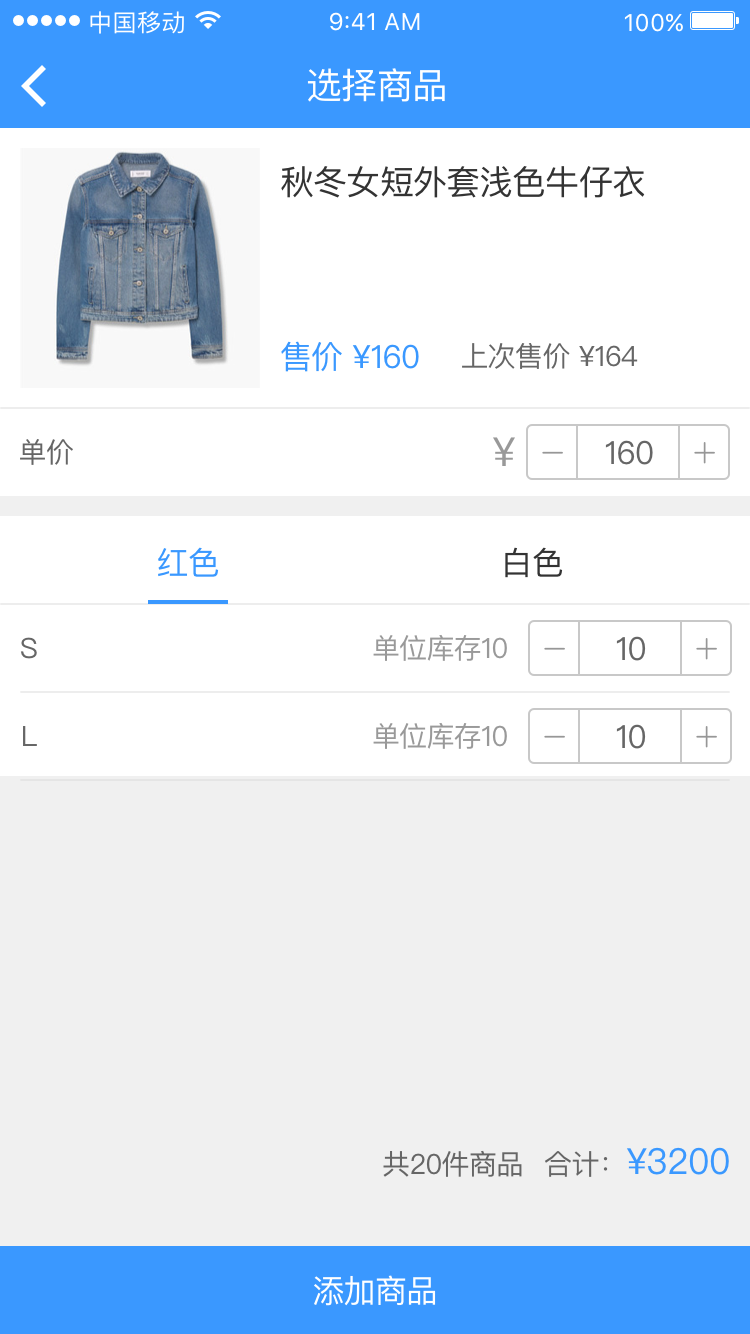 中国移动 9:41 AM 100%
选择商品
秋冬女短外套浅色牛仔衣
售价 ¥160 上次售价 ¥164
单价 ¥ − 160 +
红色 白色
S 单位库存10 − 10 +
L 单位库存10 − 10 +
共20件商品 合计：¥3200
添加商品